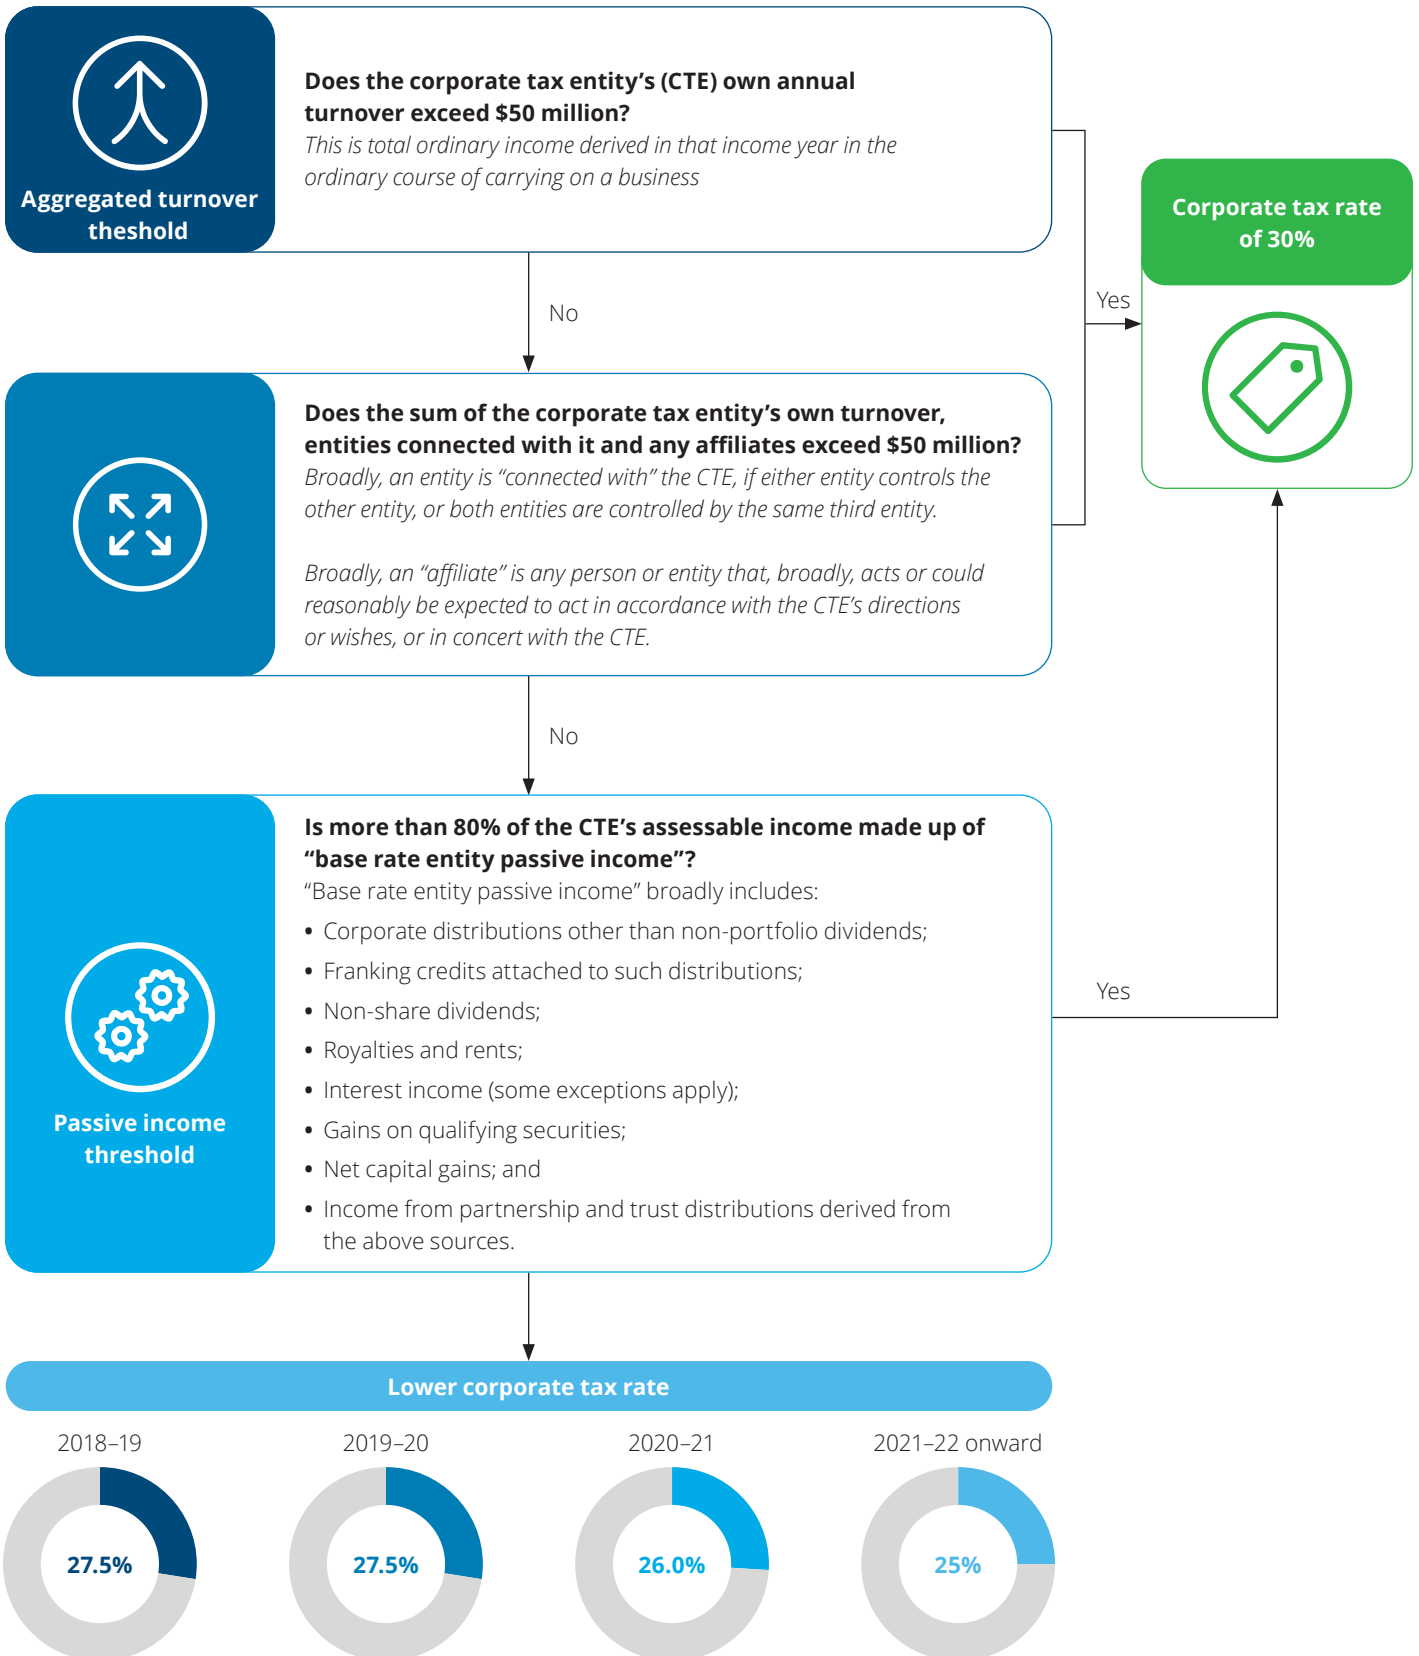 Aggregated turnover
theshold
Does the corporate tax entity’s (CTE) own annual
turnover exceed $50 million?
This is total ordinary income derived in that income year in the
ordinary course of carrying on a business
Corporate tax rate
of 30%
Yes
No
Does the sum of the corporate tax entity’s own turnover,
entities connected with it and any affiliates exceed $50 million?
Broadly, an entity is “connected with” the CTE, if either entity controls the
other entity, or both entities are controlled by the same third entity.
Broadly, an “affiliate” is any person or entity that, broadly, acts or could
reasonably be expected to act in accordance with the CTE’s directions
or wishes, or in concert with the CTE.
No
Passive income
threshold
Is more than 80% of the CTE’s assessable income made up of
“base rate entity passive income”?
“Base rate entity passive income” broadly includes:
• Corporate distributions other than non-portfolio dividends;
• Franking credits attached to such distributions;
• Non-share dividends;
• Royalties and rents;
• Interest income (some exceptions apply);
• Gains on qualifying securities;
• Net capital gains; and
• Income from partnership and trust distributions derived from
the above sources.
Yes
Lower corporate tax rate
2018–19
2019–20
2020–21
2021–22 onward
27.5%
27.5%
26.0%
25%